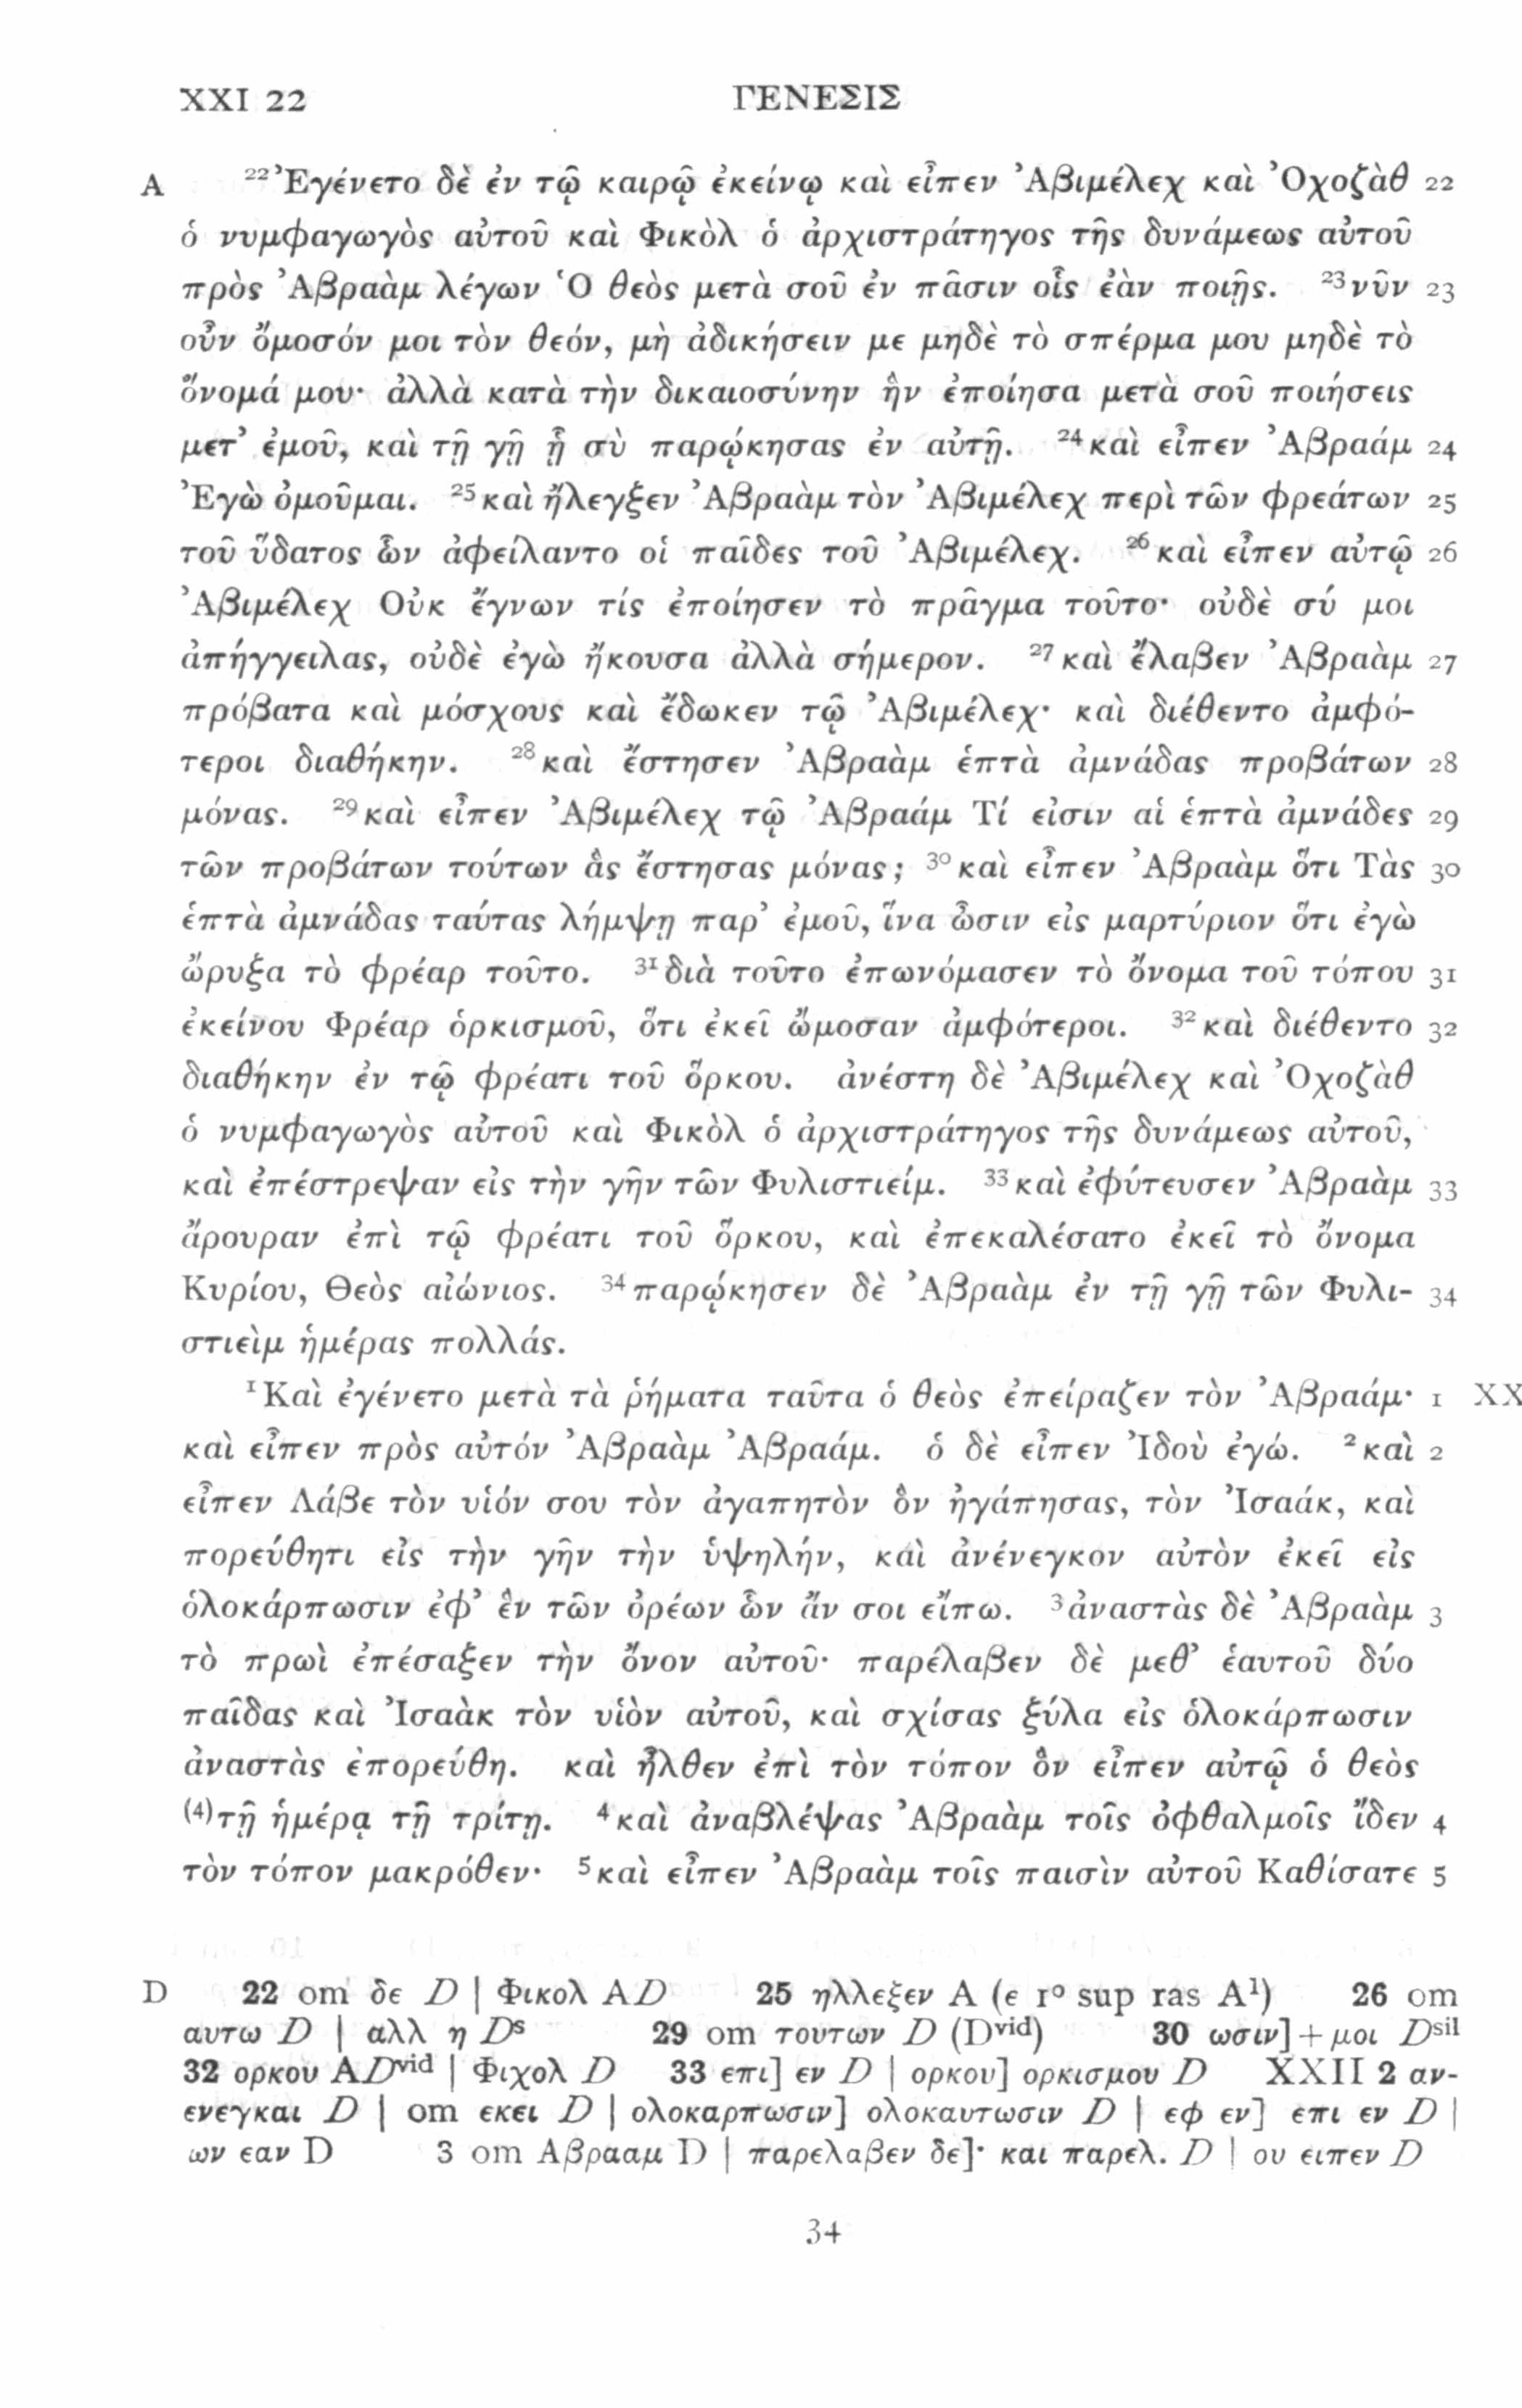 XXI 22 ΓΕΝΕΣΙΣ
A ²²Ἐγένετο δὲ ἐν τῷ καιρῷ ἐκείνῳ καὶ εἶπεν Ἀβιμέλεχ καὶ Ὀχοζὰθ 22
ὁ νυμφαγωγὸς αὐτοῦ καὶ Φικὸλ ὁ ἀρχιστράτηγος τῆς δυνάμεως αὐτοῦ
πρὸς Ἀβραὰμ λέγων Ὁ θεὸς μετὰ σοῦ ἐν πᾶσιν οἷς ἐὰν ποιῇς. ²³νῦν 23
οὖν ὄμοσόν μοι τὸν θεόν, μὴ ἀδικήσειν με μηδὲ τὸ σπέρμα μου μηδὲ τὸ
ὄνομά μου· ἀλλὰ κατὰ τὴν δικαιοσύνην ἣν ἐποίησα μετὰ σοῦ ποιήσεις
μετ᾽ ἐμοῦ, καὶ τῇ γῇ ᾗ σὺ παρῴκησας ἐν αὐτῇ. ²⁴καὶ εἶπεν Ἀβραάμ 24
Ἐγὼ ὀμοῦμαι. ²⁵καὶ ἤλεγξεν Ἀβραὰμ τὸν Ἀβιμέλεχ περὶ τῶν φρεάτων 25
τοῦ ὕδατος ὧν ἀφείλαντο οἱ παῖδες τοῦ Ἀβιμέλεχ. ²⁶καὶ εἶπεν αὐτῷ 26
Ἀβιμέλεχ Οὐκ ἔγνων τίς ἐποίησεν τὸ πρᾶγμα τοῦτο· οὐδὲ σύ μοι
ἀπήγγειλας, οὐδὲ ἐγὼ ἤκουσα ἀλλὰ σήμερον. ²⁷καὶ ἔλαβεν Ἀβραὰμ 27
πρόβατα καὶ μόσχους καὶ ἔδωκεν τῷ Ἀβιμέλεχ· καὶ διέθεντο ἀμφό-
τεροι διαθήκην. ²⁸καὶ ἔστησεν Ἀβραὰμ ἑπτὰ ἀμνάδας προβάτων 28
μόνας. ²⁹καὶ εἶπεν Ἀβιμέλεχ τῷ Ἀβραάμ Τί εἰσιν αἱ ἑπτὰ ἀμνάδες 29
τῶν προβάτων τούτων ἃς ἔστησας μόνας; ³⁰καὶ εἶπεν Ἀβραὰμ ὅτι Τὰς 30
ἑπτὰ ἀμνάδας ταύτας λήμψῃ παρ᾽ ἐμοῦ, ἵνα ὦσιν εἰς μαρτύριον ὅτι ἐγὼ
ὤρυξα τὸ φρέαρ τοῦτο. ³¹διὰ τοῦτο ἐπωνόμασεν τὸ ὄνομα τοῦ τόπου 31
ἐκείνου Φρέαρ ὁρκισμοῦ, ὅτι ἐκεῖ ὤμοσαν ἀμφότεροι. ³²καὶ διέθεντο 32
διαθήκην ἐν τῷ φρέατι τοῦ ὅρκου. ἀνέστη δὲ Ἀβιμέλεχ καὶ Ὀχοζὰθ
ὁ νυμφαγωγὸς αὐτοῦ καὶ Φικὸλ ὁ ἀρχιστράτηγος τῆς δυνάμεως αὐτοῦ,
καὶ ἐπέστρεψαν εἰς τὴν γῆν τῶν Φυλιστιείμ. ³³καὶ ἐφύτευσεν Ἀβραὰμ 33
ἄρουραν ἐπὶ τῷ φρέατι τοῦ ὅρκου, καὶ ἐπεκαλέσατο ἐκεῖ τὸ ὄνομα
Κυρίου, Θεὸς αἰώνιος. ³⁴παρῴκησεν δὲ Ἀβραὰμ ἐν τῇ γῇ τῶν Φυλι- 34
στιεὶμ ἡμέρας πολλάς.
¹Καὶ ἐγένετο μετὰ τὰ ῥήματα ταῦτα ὁ θεὸς ἐπείραζεν τὸν Ἀβραάμ· 1 XX
καὶ εἶπεν πρὸς αὐτόν Ἀβραὰμ Ἀβραάμ. ὁ δὲ εἶπεν Ἰδοὺ ἐγώ. ²καὶ 2
εἶπεν Λάβε τὸν υἱόν σου τὸν ἀγαπητὸν ὃν ἠγάπησας, τὸν Ἰσαάκ, καὶ
πορεύθητι εἰς τὴν γῆν τὴν ὑψηλήν, καὶ ἀνένεγκον αὐτὸν ἐκεῖ εἰς
ὁλοκάρπωσιν ἐφ᾽ ἓν τῶν ὀρέων ὧν ἄν σοι εἴπω. ³ἀναστὰς δὲ Ἀβραὰμ 3
τὸ πρωὶ ἐπέσαξεν τὴν ὄνον αὐτοῦ· παρέλαβεν δὲ μεθ᾽ ἑαυτοῦ δύο
παῖδας καὶ Ἰσαὰκ τὸν υἱὸν αὐτοῦ, καὶ σχίσας ξύλα εἰς ὁλοκάρπωσιν
ἀναστὰς ἐπορεύθη. καὶ ἦλθεν ἐπὶ τὸν τόπον ὃν εἶπεν αὐτῷ ὁ θεὸς
⁽⁴⁾τῇ ἡμέρᾳ τῇ τρίτῃ. ⁴καὶ ἀναβλέψας Ἀβραὰμ τοῖς ὀφθαλμοῖς ἴδεν 4
τὸν τόπον μακρόθεν· ⁵καὶ εἶπεν Ἀβραὰμ τοῖς παισὶν αὐτοῦ Καθίσατε 5
D 22 om δε D | Φικολ AD 25 ηλλεξεν A (ε 1º sup ras A¹) 26 om
αυτω D | αλλ η Dˢ 29 om τουτων D (Dᵛⁱᵈ) 30 ωσιν] + μοι Dˢⁱˡ
32 ορκου ADᵛⁱᵈ | Φιχολ D 33 επι] εν D | ορκου] ορκισμου D XXII 2 αν-
ενεγκαι D | om εκει D | ολοκαρπωσιν] ολοκαυτωσιν D | εφ εν] επι εν D |
ων εαν D 3 om Αβρααμ D | παρελαβεν δε]· και παρελ. D | ου ειπεν D
34